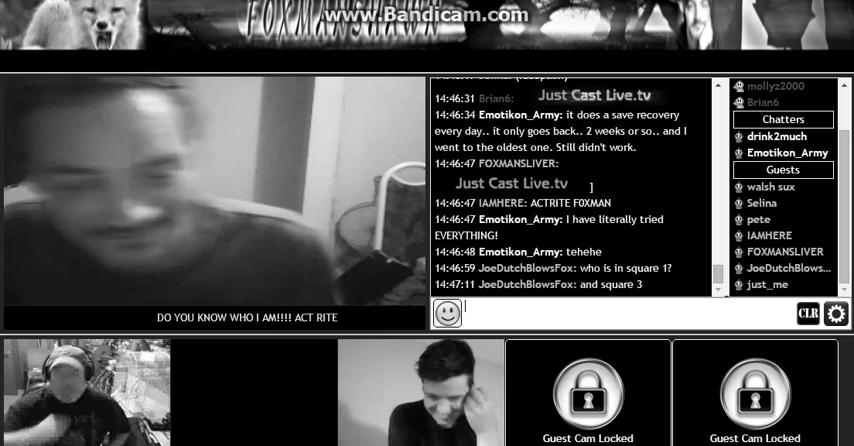 www.Bandicam.com
FOXMANSHAWN
14:46:31 Brian6: Just Cast Live.tv
14:46:34 Emotikon_Army: it does a save recovery
every day.. it only goes back.. 2 weeks or so.. and I
went to the oldest one. Still didn't work.
14:46:47 FOXMANSLIVER:
Just Cast Live.tv ]
14:46:47 IAMHERE: ACTRITE FOXMAN
14:46:47 Emotikon_Army: I have literally tried
EVERYTHING!
14:46:48 Emotikon_Army: tehehe
14:46:59 JoeDutchBlowsFox: who is in square 1?
14:47:11 JoeDutchBlowsFox: and square 3
mollyz2000
Brian6
Chatters
drink2much
Emotikon_Army
Guests
walsh sux
Selina
pete
IAMHERE
FOXMANSLIVER
JoeDutchBlows...
just_me
CLR
DO YOU KNOW WHO I AM!!!! ACT RITE
Guest Cam Locked
Guest Cam Locked